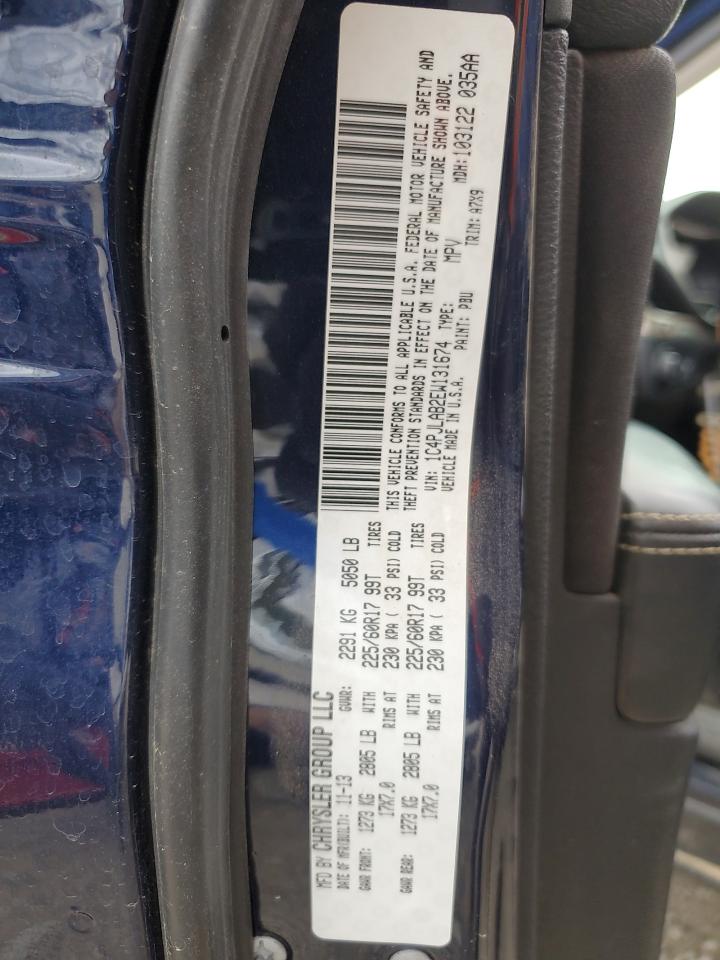 MFD BY CHRYSLER GROUP LLC
DATE OF MFR(BUILT): 11-13 GVWR: 2291 KG 5050 LB
GAWR FRONT: 1273 KG 2805 LB WITH 225/60R17 99T TIRES
17X7.0 RIMS AT 230 KPA ( 33 PSI) COLD
GAWR REAR: 1273 KG 2805 LB WITH 225/60R17 99T TIRES
17X7.0 RIMS AT 230 KPA ( 33 PSI) COLD
THIS VEHICLE CONFORMS TO ALL APPLICABLE U.S.A. FEDERAL MOTOR VEHICLE SAFETY AND
THEFT PREVENTION STANDARDS IN EFFECT ON THE DATE OF MANUFACTURE SHOWN ABOVE.
VIN: 1C4PJLAB2EW131674 TYPE: MPV MDH:103122 035AA
VEHICLE MADE IN U.S.A. PAINT: PBU TRIM: A7X9